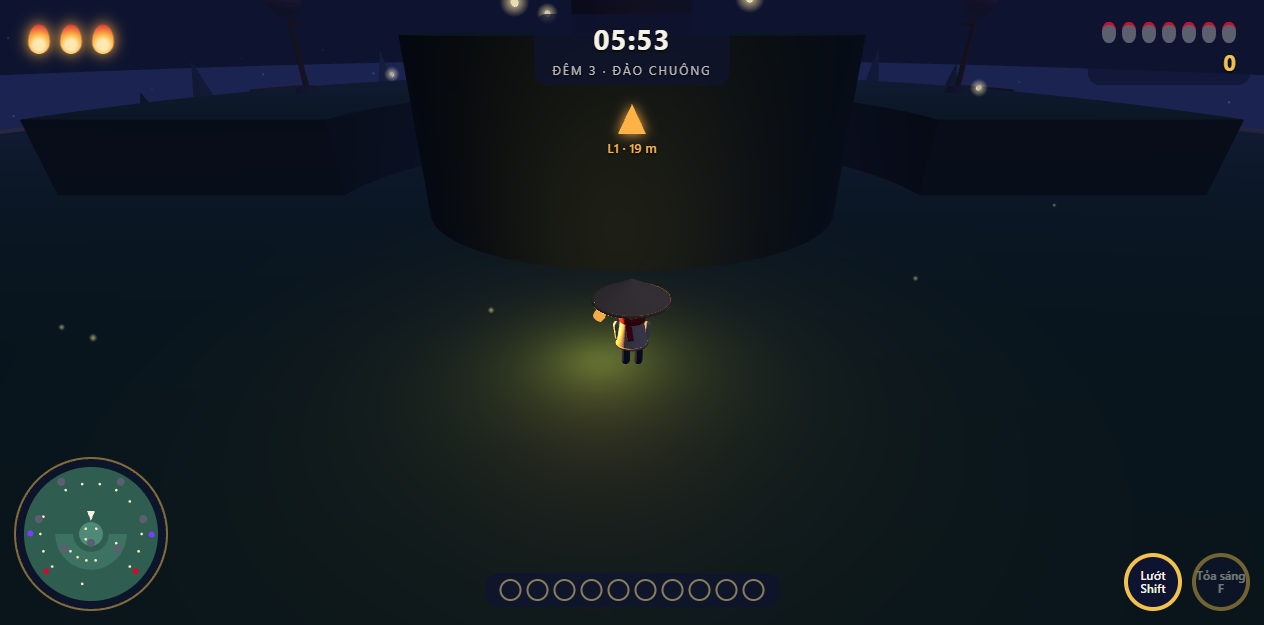 05:53
ĐÊM 3 · ĐẢO CHUÔNG
0
L1 · 19 m
Lướt
Shift
Tỏa sáng
F